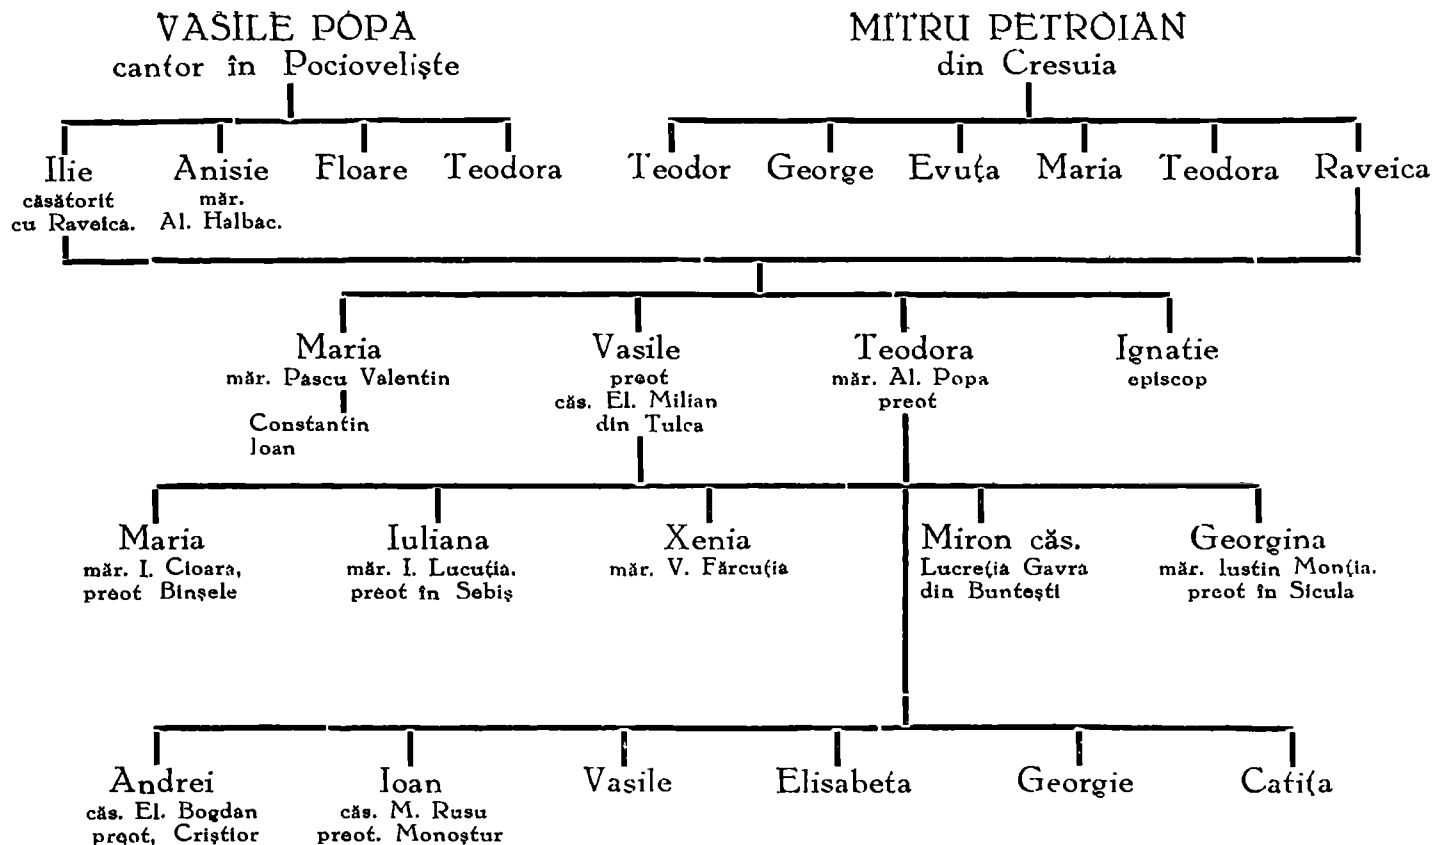 VASILE POPA
cantor în Pocioveliște
MITRU PETROIAN
din Cresuia
Ilie
căsătorit
cu Raveica.
Anisie
măr.
Al. Halbac.
Floare
Teodora
Teodor
George
Evuța
Maria
Teodora
Raveica
Maria
măr. Pascu Valentin
Constantin
Ioan
Vasile
preot
căs. El. Milian
din Tulca
Teodora
măr. Al. Popa
preot
Ignatie
episcop
Maria
măr. I. Cioara,
preot Binșele
Iuliana
măr. I. Lucuția.
preot în Sebiș
Xenia
măr. V. Fărcuția
Miron căs.
Lucreția Gavra
din Buntești
Georgina
măr. Iustin Monția.
preot în Sicula
Andrei
căs. El. Bogdan
preot, Criștior
Ioan
căs. M. Rusu
preot. Monoștur
Vasile
Elisabeta
Georgie
Catița